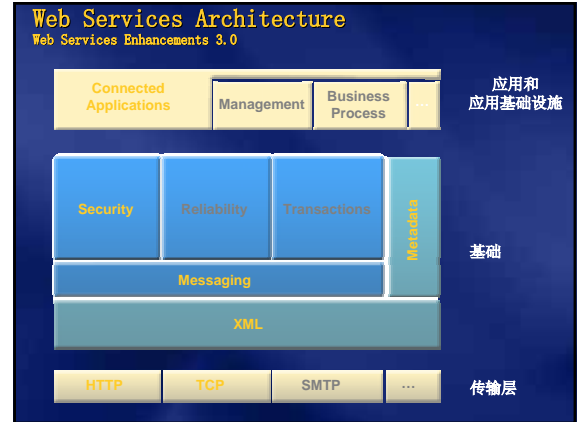 Web Services Architecture
Web Services Enhancements 3.0
Connected
Applications
Management
Business
Process
...
应用和
应用基础设施
Security
Reliability
Transactions
Metadata
基础
Messaging
XML
HTTP
TCP
SMTP
...
传输层